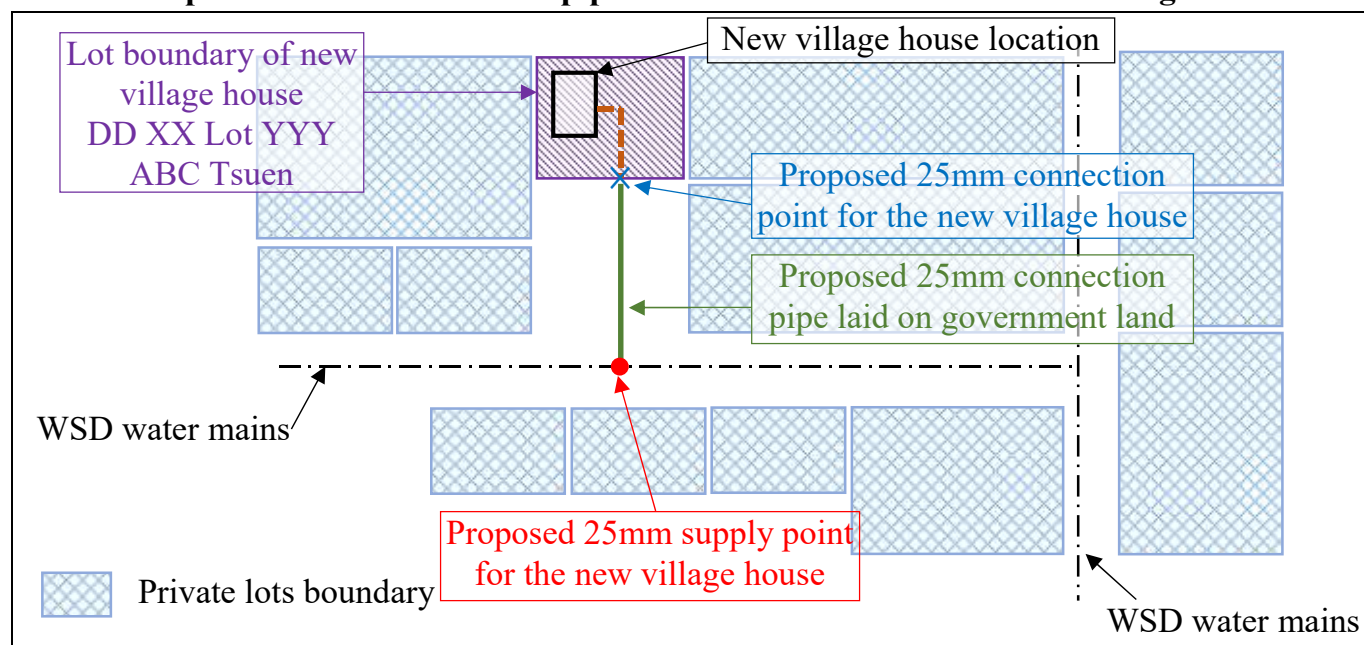 New village house location
Lot boundary of new
village house
DD XX Lot YYY
ABC Tsuen
Proposed 25mm connection
point for the new village house
Proposed 25mm connection
pipe laid on government land
WSD water mains
Proposed 25mm supply point
for the new village house
Private lots boundary
WSD water mains